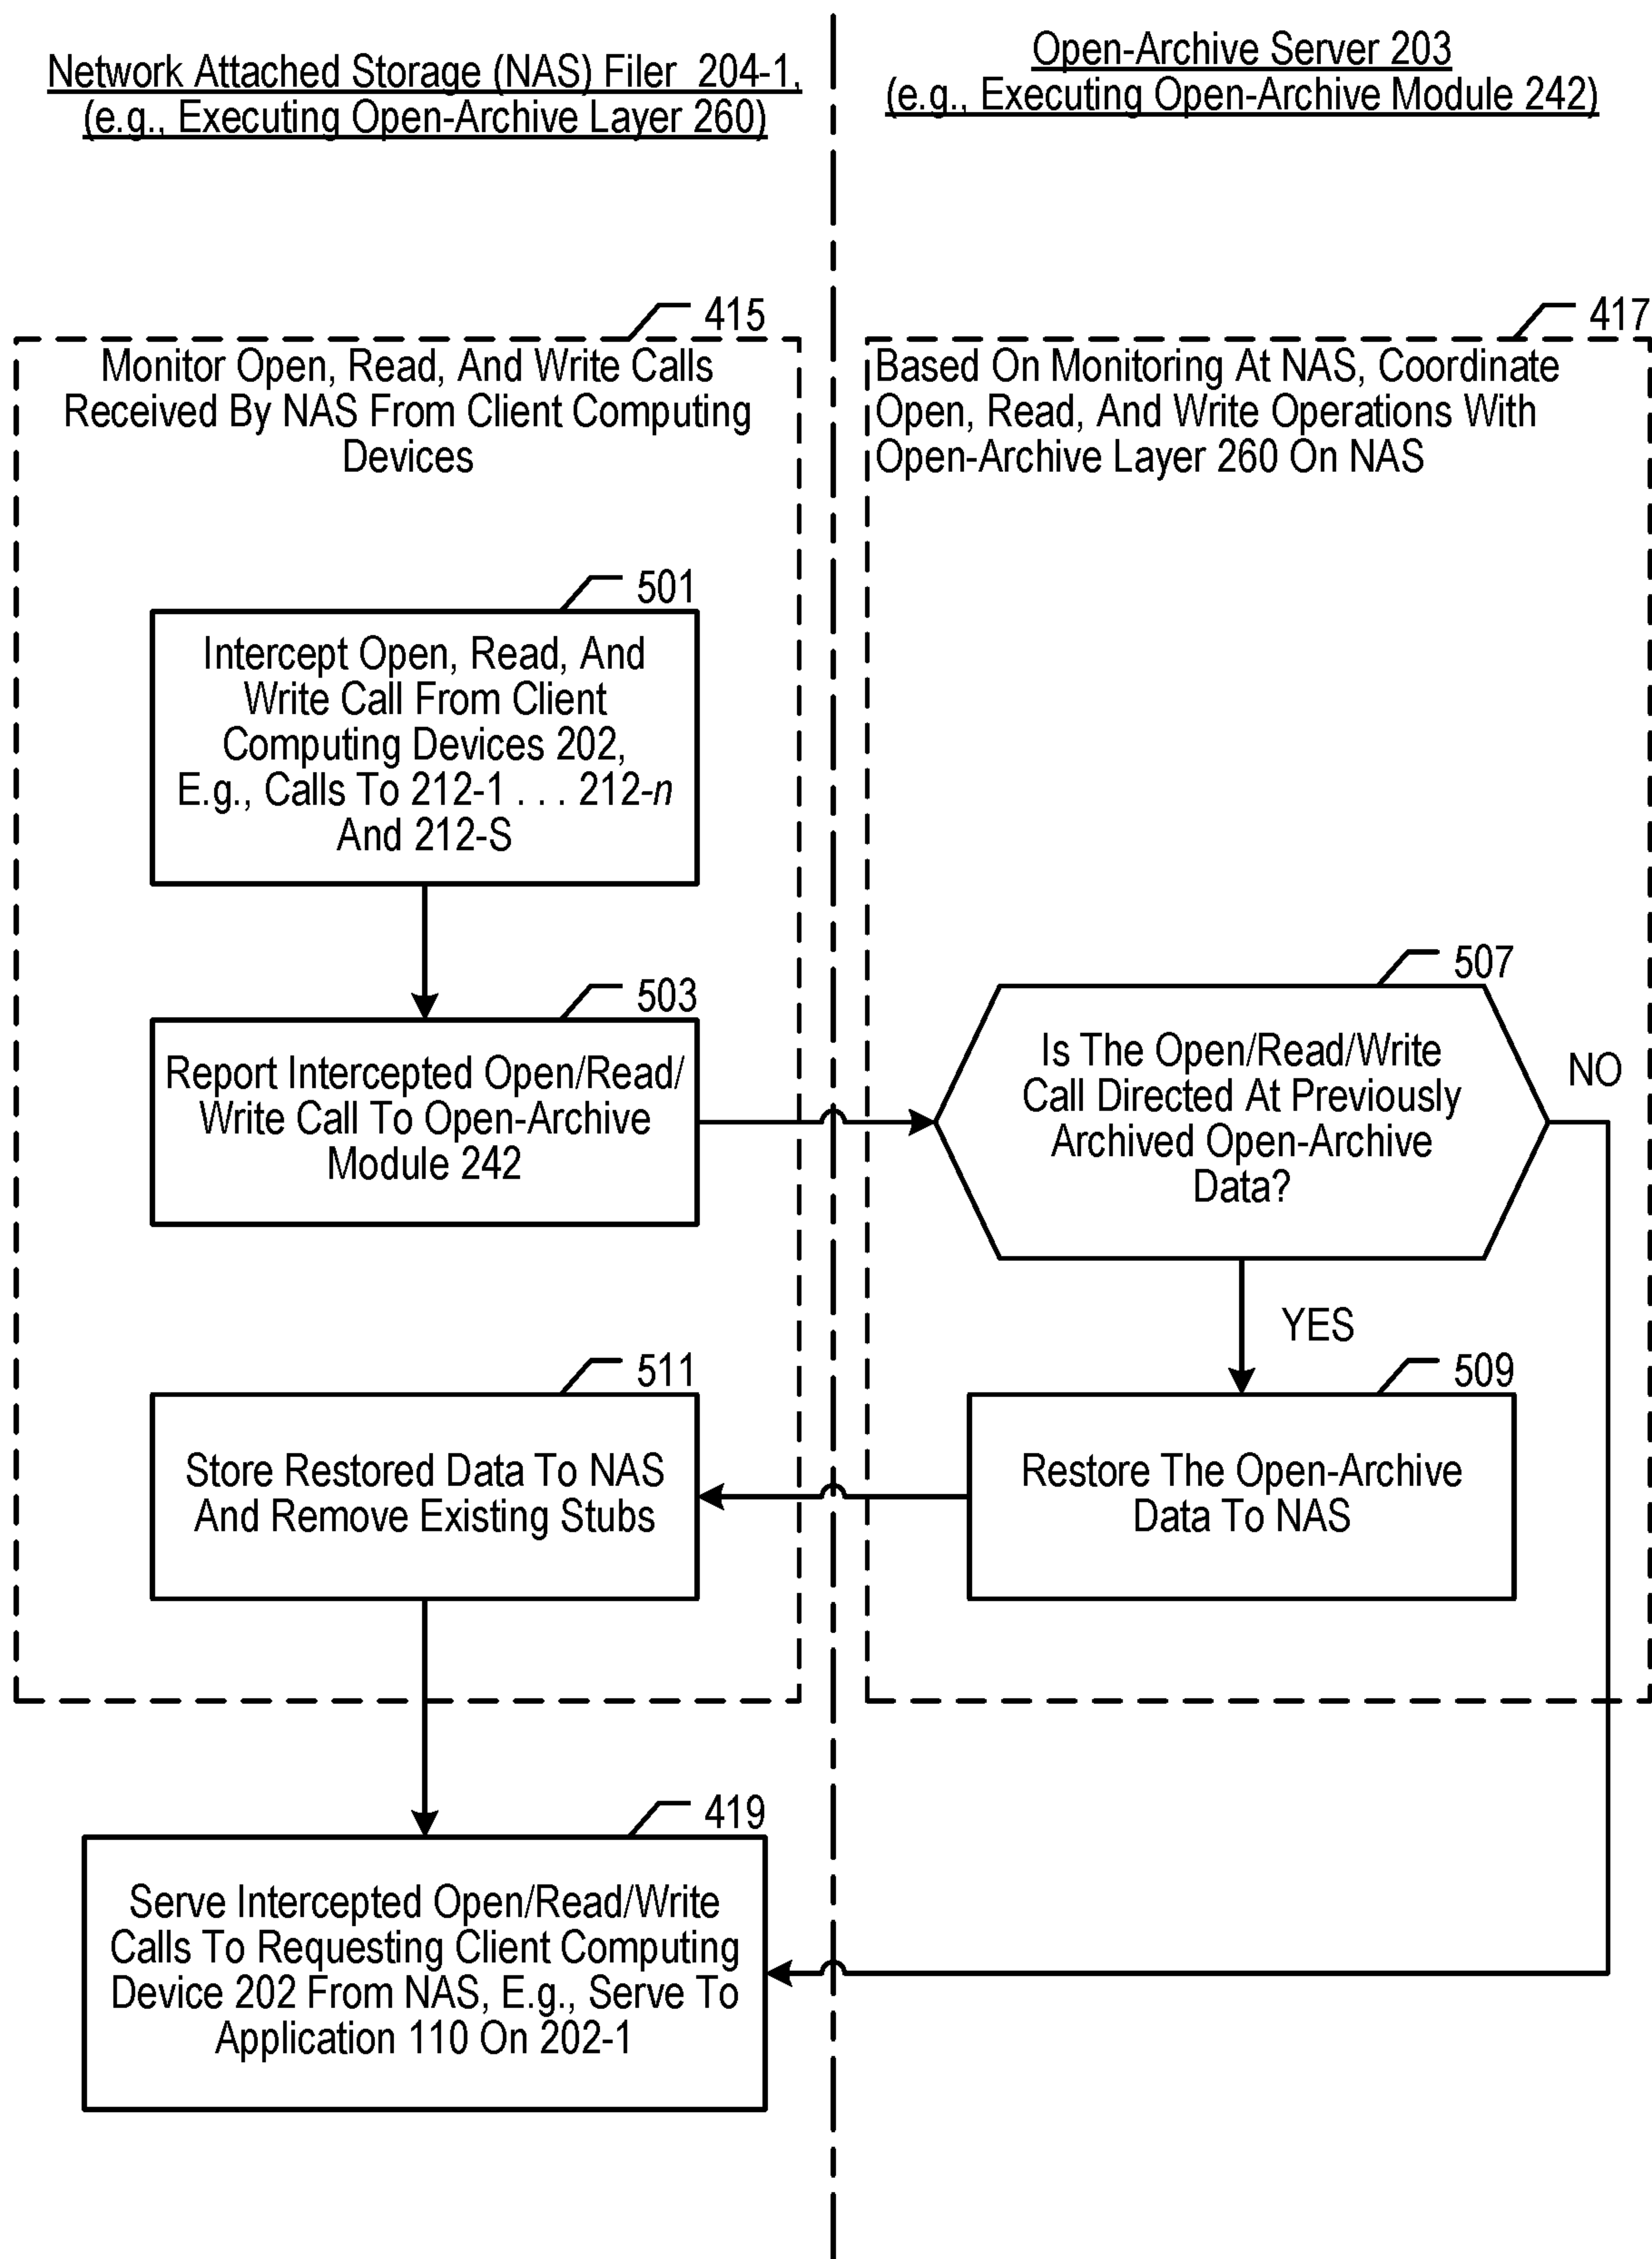 Network Attached Storage (NAS) Filer 204-1,
(e.g., Executing Open-Archive Layer 260)
Open-Archive Server 203
(e.g., Executing Open-Archive Module 242)
415
Monitor Open, Read, And Write Calls
Received By NAS From Client Computing
Devices
417
Based On Monitoring At NAS, Coordinate
Open, Read, And Write Operations With
Open-Archive Layer 260 On NAS
501
Intercept Open, Read, And
Write Call From Client
Computing Devices 202,
E.g., Calls To 212-1 . . . 212-n
And 212-S
503
Report Intercepted Open/Read/
Write Call To Open-Archive
Module 242
507
Is The Open/Read/Write
Call Directed At Previously
Archived Open-Archive
Data?
NO
YES
509
Restore The Open-Archive
Data To NAS
511
Store Restored Data To NAS
And Remove Existing Stubs
419
Serve Intercepted Open/Read/Write
Calls To Requesting Client Computing
Device 202 From NAS, E.g., Serve To
Application 110 On 202-1